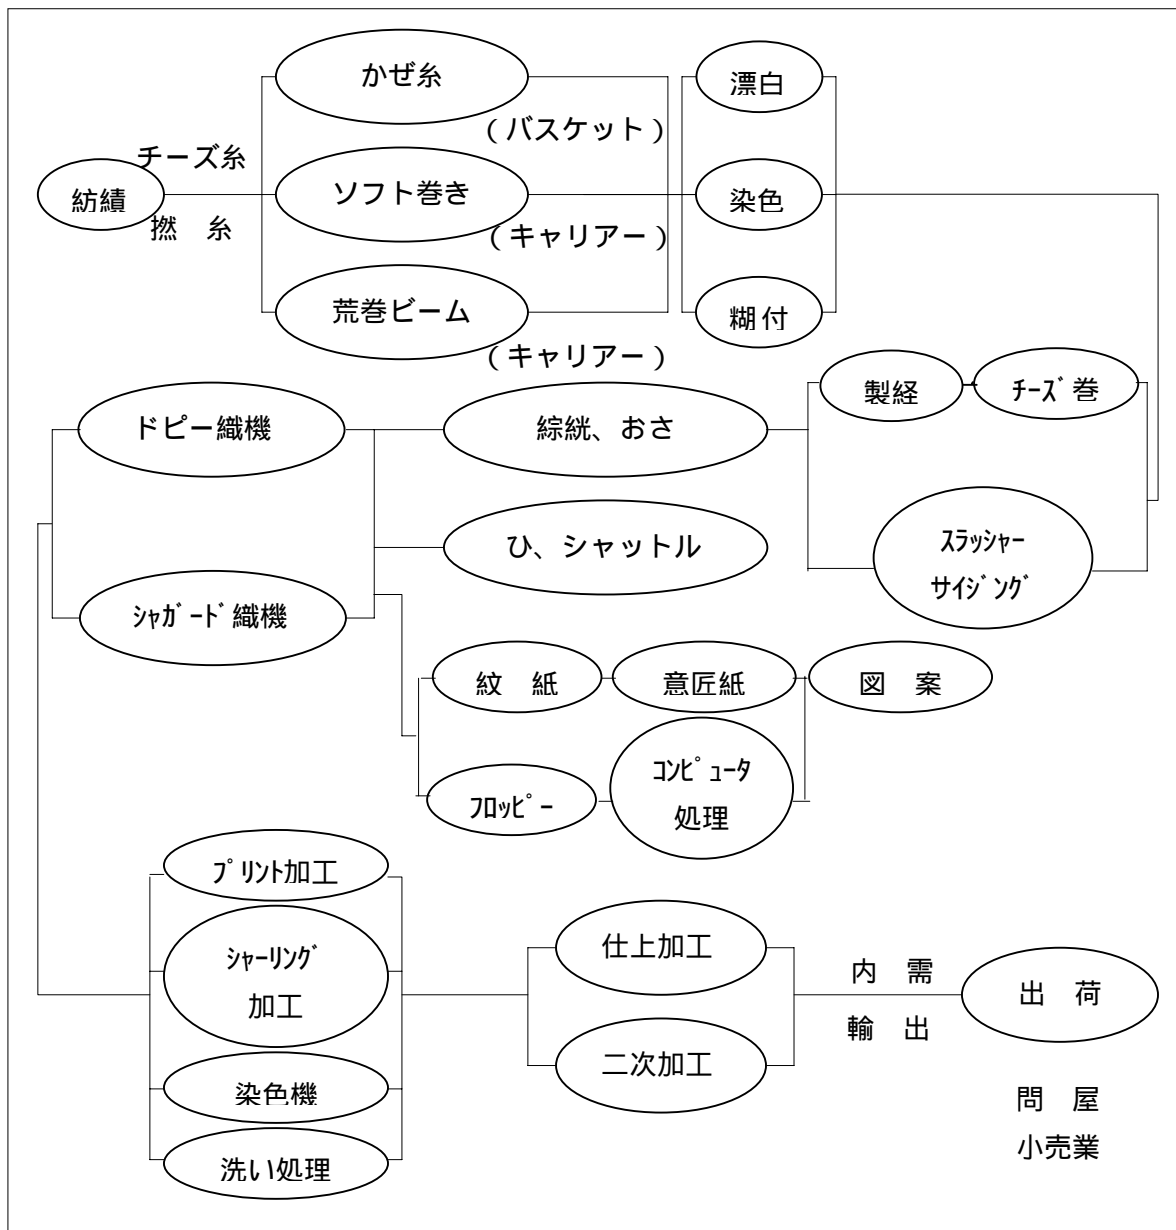 かぜ糸
漂白
(バスケット)
チーズ糸
紡績
ソフト巻き
染色
撚　糸
(キャリアー)
荒巻ビーム
糊付
(キャリアー)
製経
チーズ巻
ドピー織機
綜絖、おさ
ひ、シャットル
スラッシャー
サイジング
ジャガード織機
紋　紙
意匠紙
図　案
フロッピー
コンピュータ
処理
プリント加工
シャーリング
加工
仕上加工
内　需
出　荷
輸　出
二次加工
染色機
問　屋
小売業
洗い処理